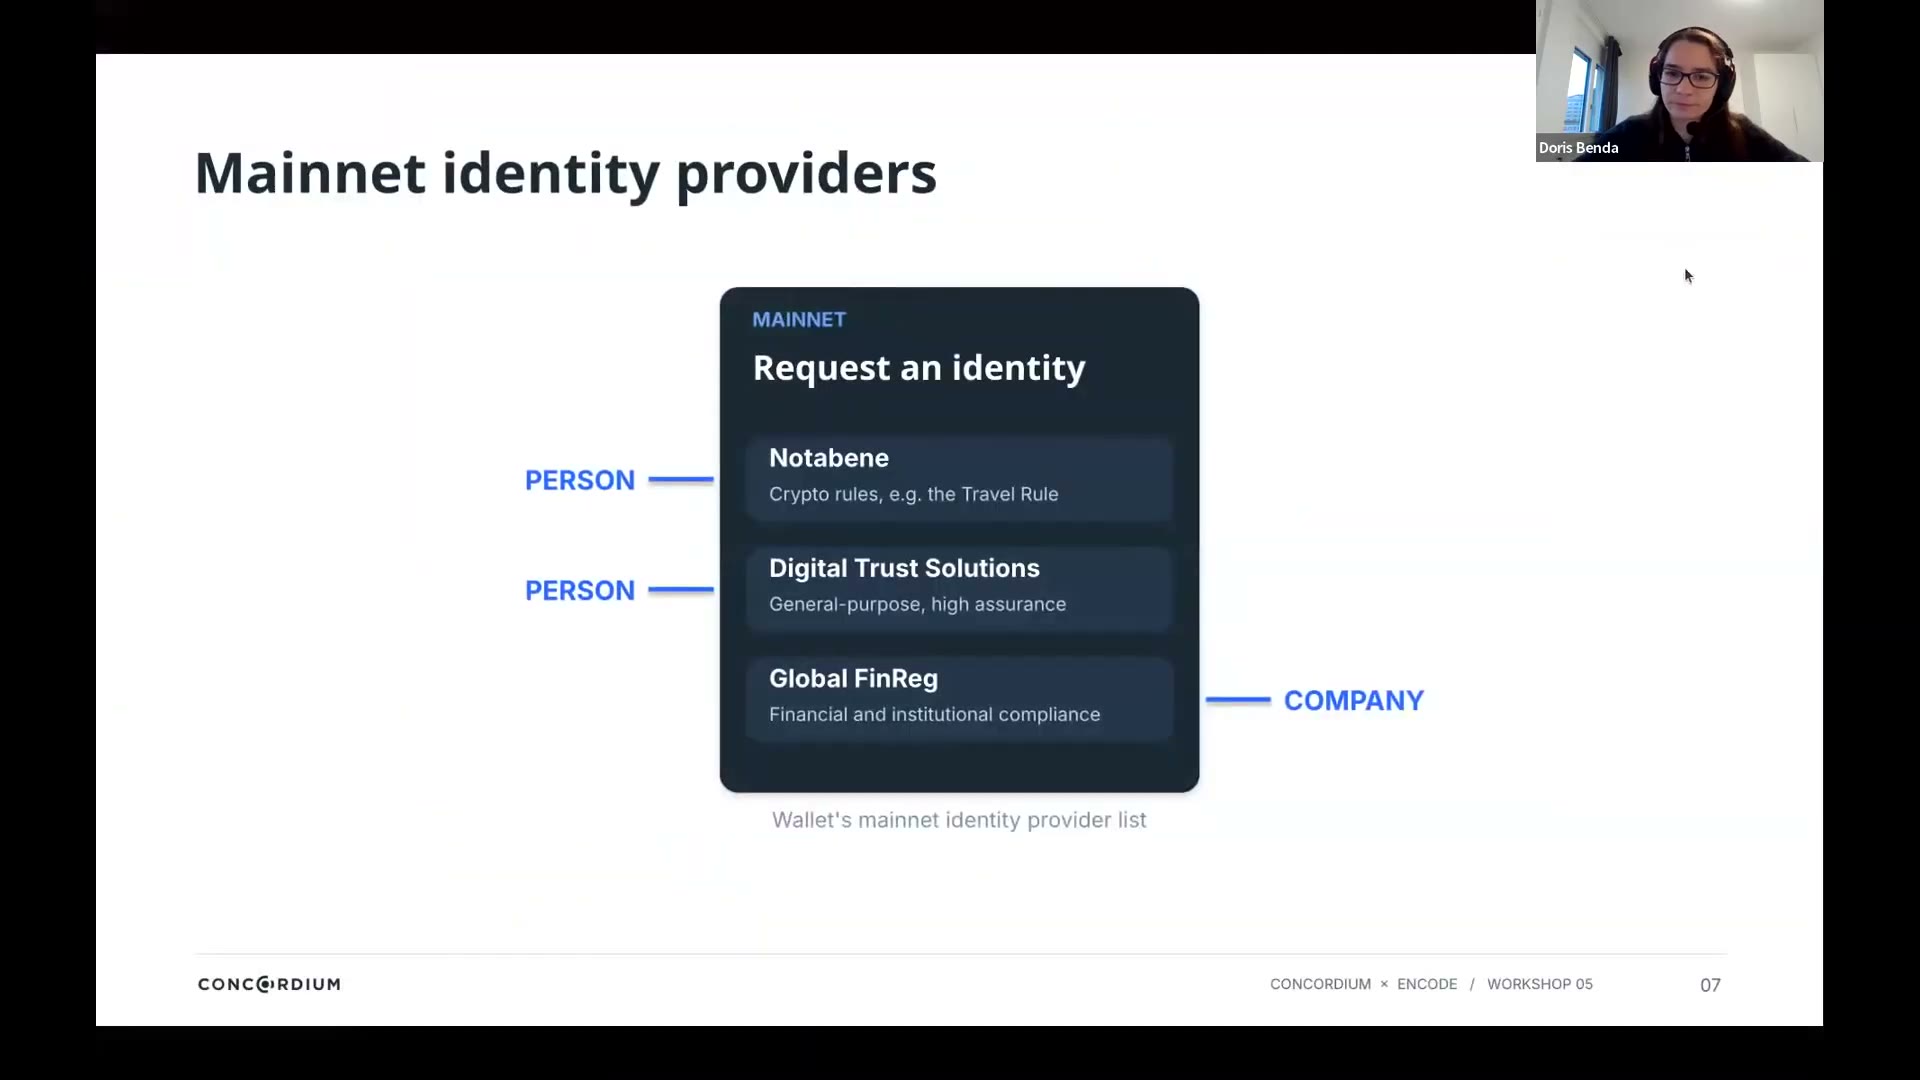 Doris Benda
Mainnet identity providers
MAINNET
Request an identity
PERSON
Notabene
Crypto rules, e.g. the Travel Rule
PERSON
Digital Trust Solutions
General-purpose, high assurance
Global FinReg
Financial and institutional compliance
COMPANY
Wallet's mainnet identity provider list
CONCORDIUM
CONCORDIUM × ENCODE / WORKSHOP 05
07